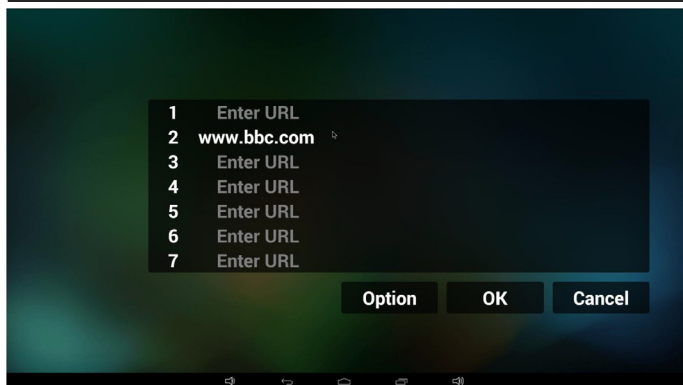 1 Enter URL
2 www.bbc.com
3 Enter URL
4 Enter URL
5 Enter URL
6 Enter URL
7 Enter URL
Option OK Cancel